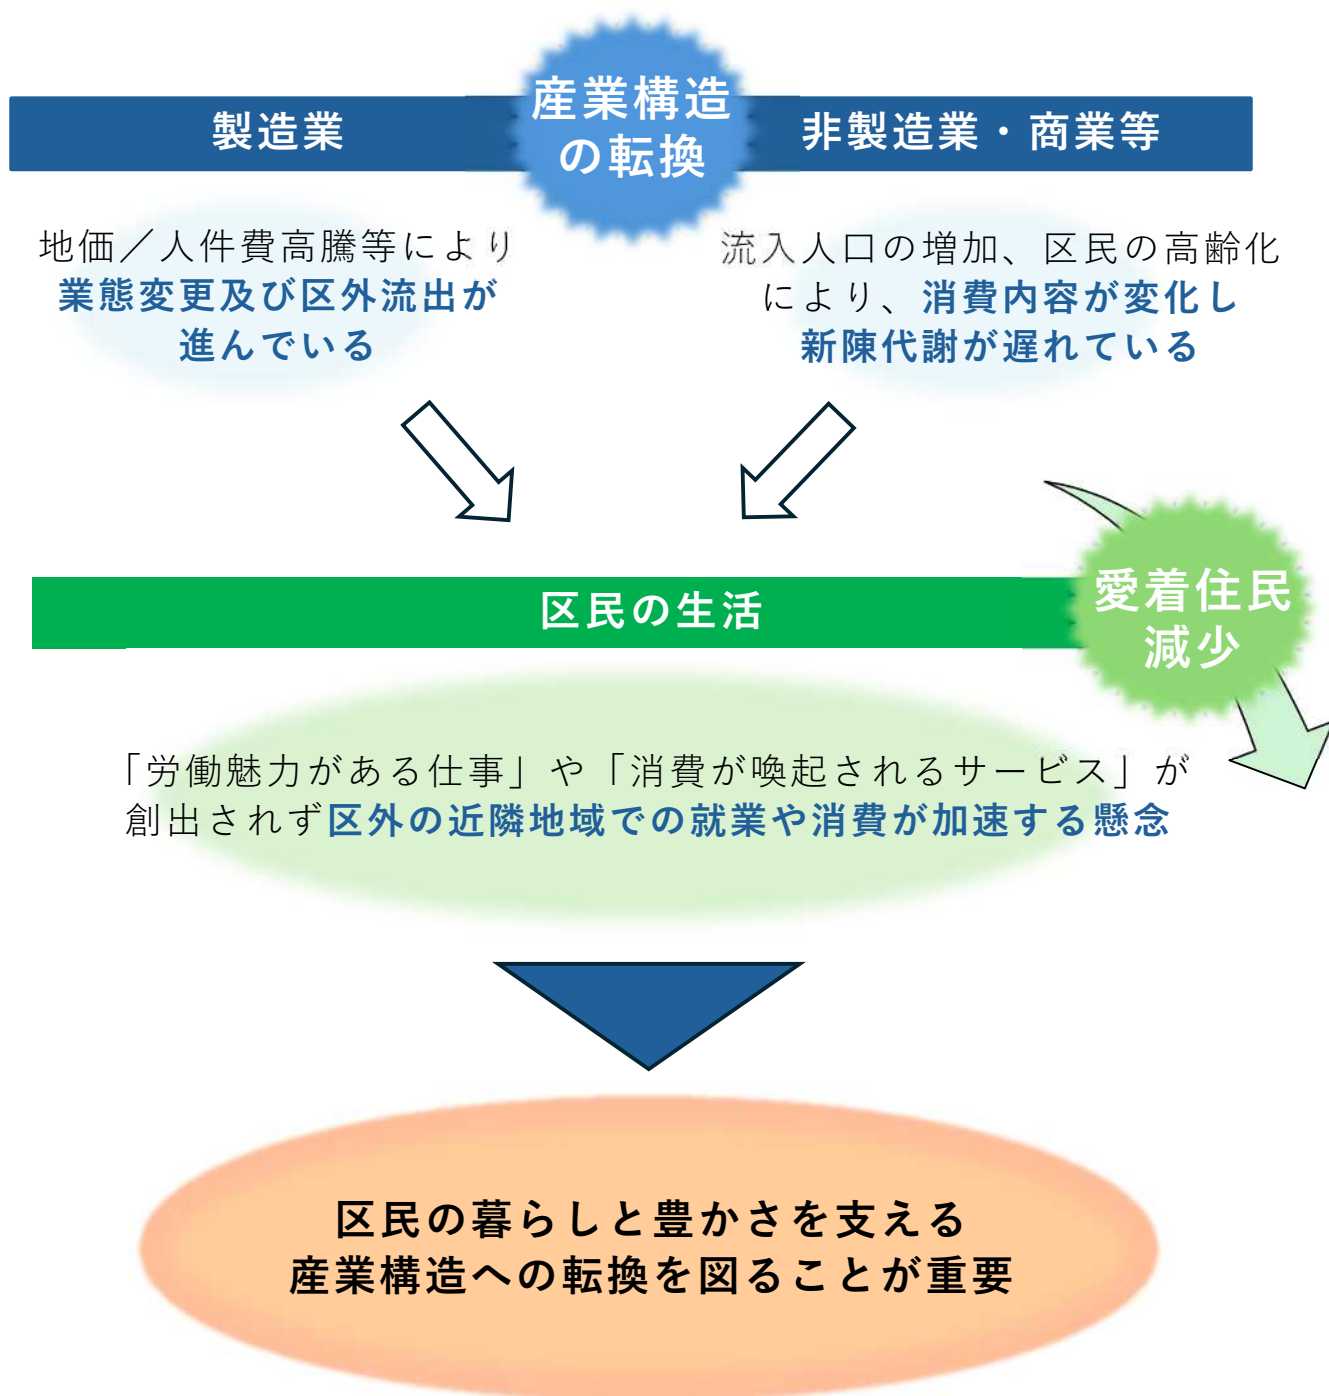 産業構造
の転換
製造業
非製造業・商業等
地価／人件費高騰等により
業態変更及び区外流出が
進んでいる
流入人口の増加、区民の高齢化
により、消費内容が変化し
新陳代謝が遅れている
区民の生活
愛着住民
減少
「労働魅力がある仕事」や「消費が喚起されるサービス」が
創出されず区外の近隣地域での就業や消費が加速する懸念
区民の暮らしと豊かさを支える
産業構造への転換を図ることが重要